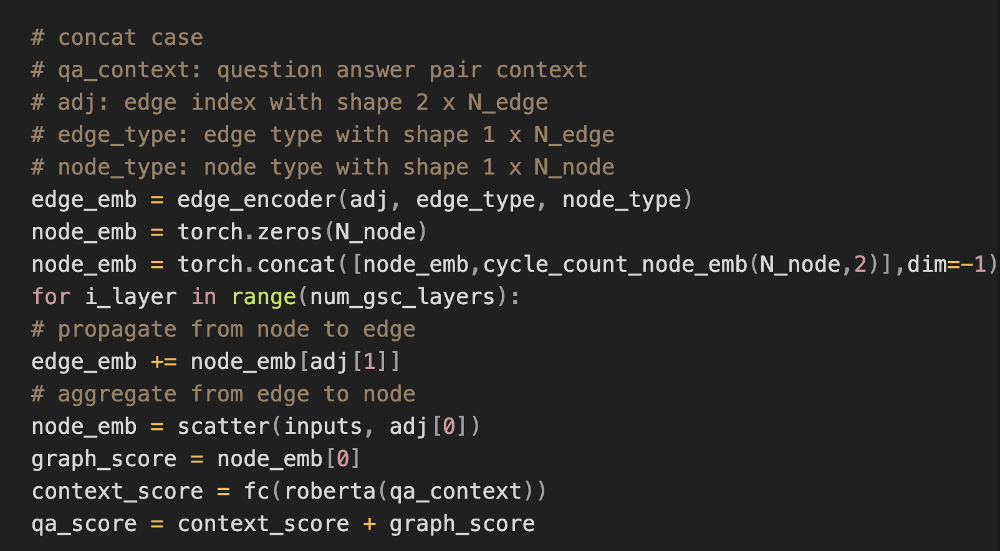 # concat case
# qa_context: question answer pair context
# adj: edge index with shape 2 x N_edge
# edge_type: edge type with shape 1 x N_edge
# node_type: node type with shape 1 x N_node
edge_emb = edge_encoder(adj, edge_type, node_type)
node_emb = torch.zeros(N_node)
node_emb = torch.concat([node_emb,cycle_count_node_emb(N_node,2)],dim=-1)
for i_layer in range(num_gsc_layers):
# propagate from node to edge
edge_emb += node_emb[adj[1]]
# aggregate from edge to node
node_emb = scatter(inputs, adj[0])
graph_score = node_emb[0]
context_score = fc(roberta(qa_context))
qa_score = context_score + graph_score